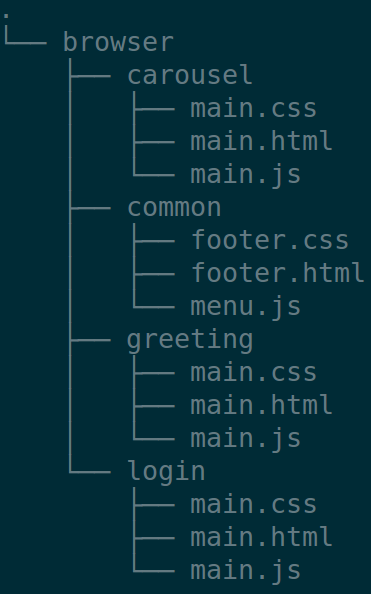 .
└── browser
    ├── carousel
    │   ├── main.css
    │   ├── main.html
    │   └── main.js
    ├── common
    │   ├── footer.css
    │   ├── footer.html
    │   └── menu.js
    ├── greeting
    │   ├── main.css
    │   ├── main.html
    │   └── main.js
    └── login
        ├── main.css
        ├── main.html
        └── main.js